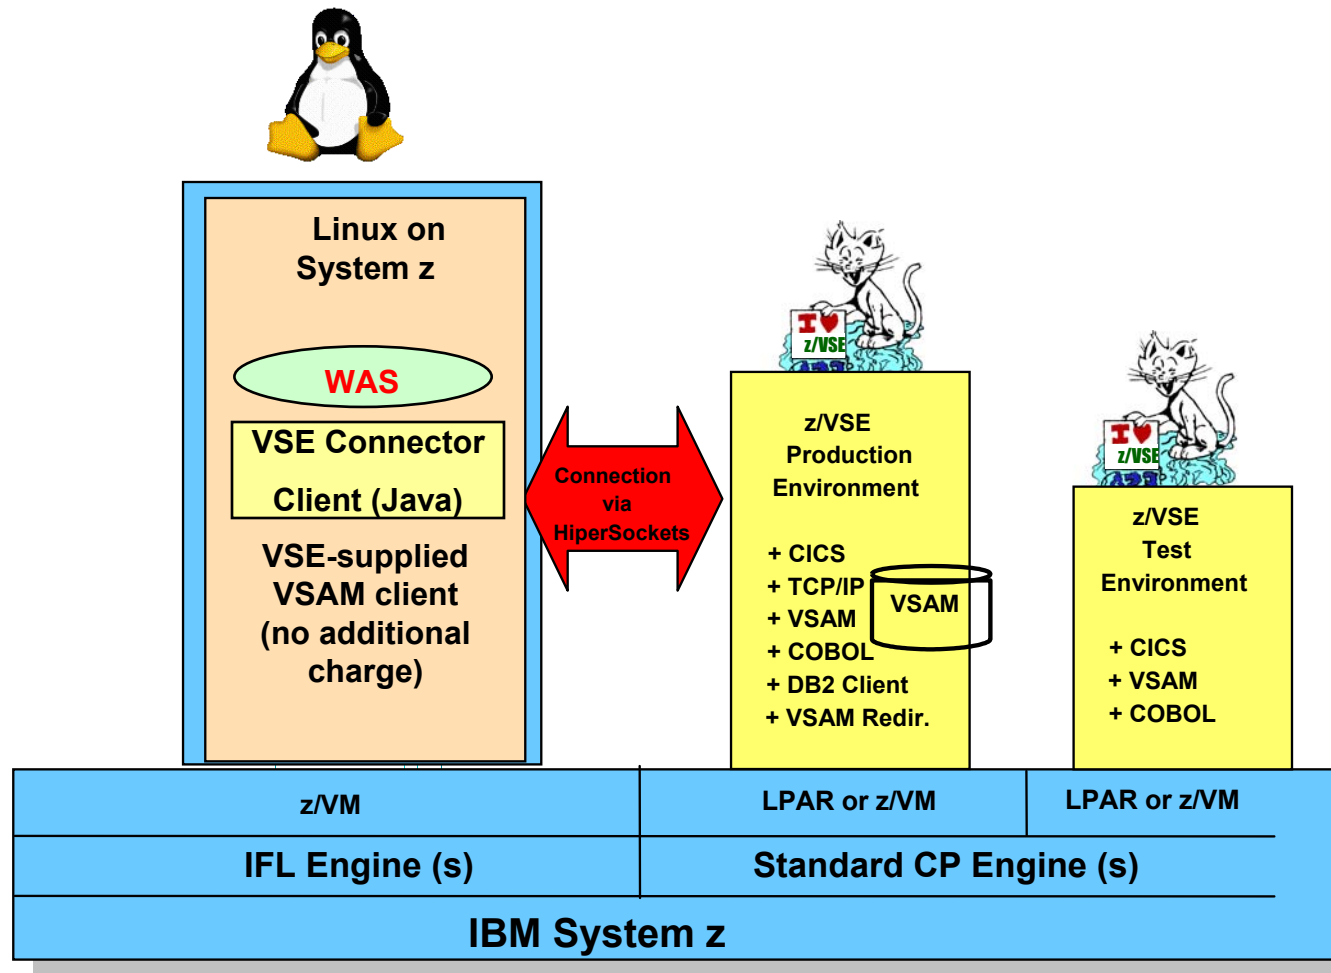 Linux on
System z
WAS
VSE Connector
Client (Java)
VSE-supplied
VSAM client
(no additional
charge)
Connection
via
HiperSockets
I ♥
z/VSE
z/VSE
Production
Environment
+ CICS
+ TCP/IP
+ VSAM
+ COBOL
+ DB2 Client
+ VSAM Redir.
VSAM
I ♥
z/VSE
z/VSE
Test
Environment
+ CICS
+ VSAM
+ COBOL
z/VM
LPAR or z/VM
LPAR or z/VM
IFL Engine (s)
Standard CP Engine (s)
IBM System z